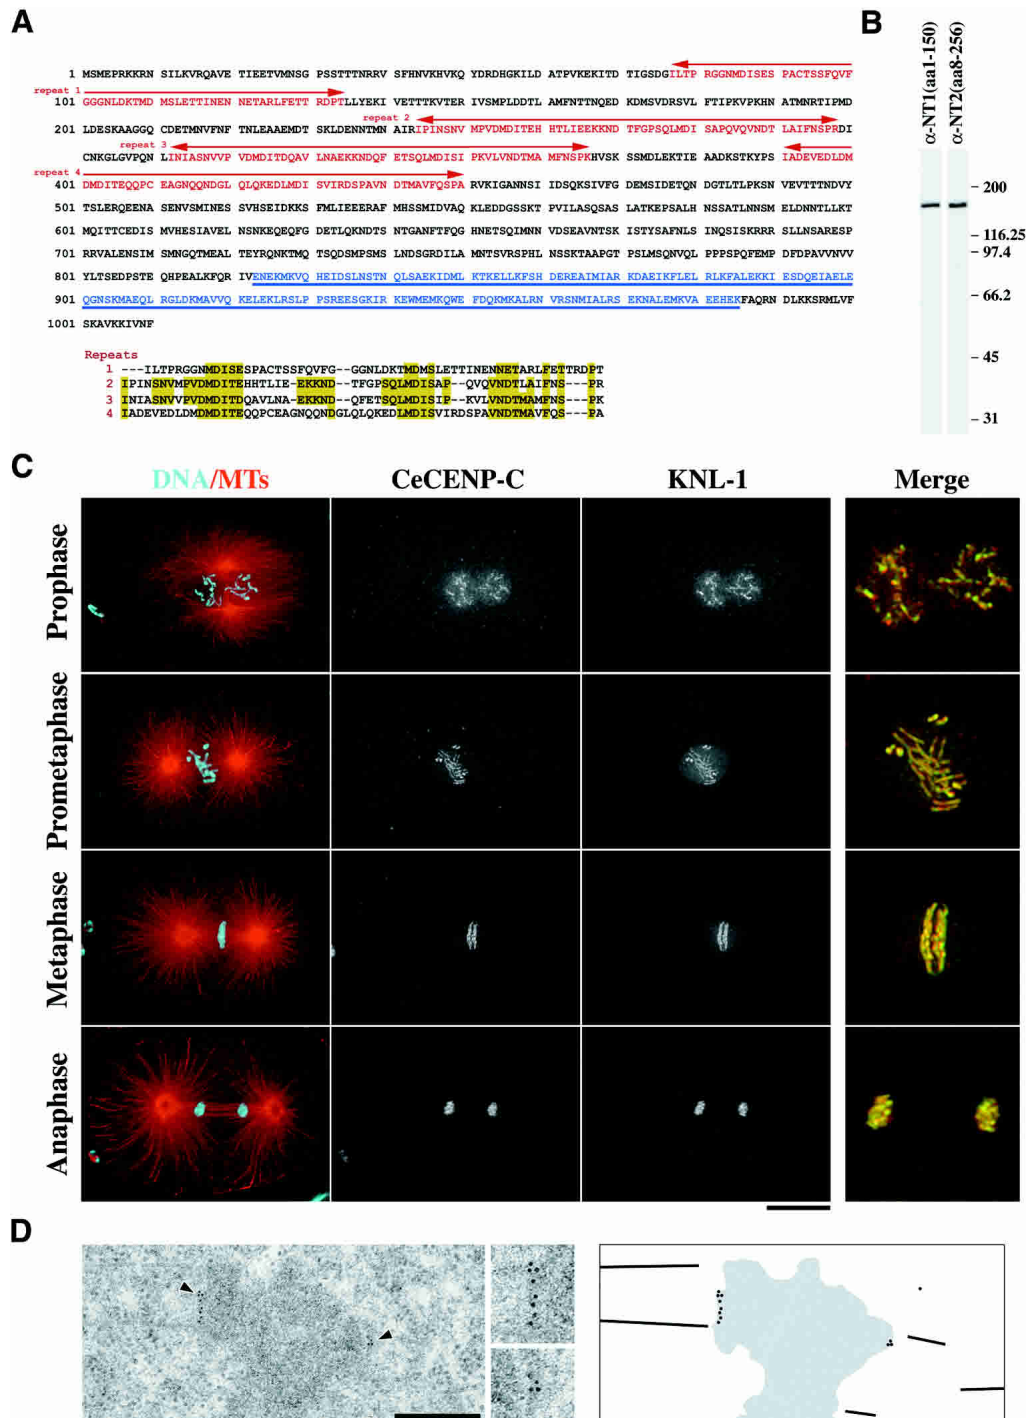 A
1 MSMEPRKKRN SILKVRQAVE TIEETVMNSG PSSTTTNRRV SFHNVKHVKQ YDRDHGKILD ATPVKEKITD TIGSDGILTP RGGNMDISES PACTSSFQVF
repeat 1
101 GGGNLDKTMD MSLETTINEN NETARLFETT RDPTLLYEKI VETTTKVTER IVSMPLDDTL AMFNTTNQED KDMSVDRSVL FTIPKVPKHN ATMNRTIPMD
repeat 2
201 LDESKAAGGQ CDETMNVFNF TNLEAAEMDT SKLDENNTMN AIRIPINSNV MPVDMDITEH HTLIEEKKND TFGPSQLMDI SAPQVQVNDT LAIFNSPRDI
repeat 3
CNKGLGVPQN LINIASNVVP VDMDITDQAV LNAEKKNDQF ETSQLMDISI PKVLVNDTMA MFNSPKHVSK SSMDLEKTIE AADKSTKYPS IADEVEDLDM
repeat 4
401 DMDITEQQPC EAGNQQNDGL QLQKEDLMDI SVIRDSPAVN DTMAVFQSPA RVKIGANNSI IDSQKSIVFG DEMSIDETQN DGTLTLPKSN VEVTTTNDVY
501 TSLERQEENA SENVSMINES SVHSEIDKKS FMLIEEERAF MHSSMIDVAQ KLEDDGSSKT PVILASQSAS LATKEPSALH NSSATLNNSM ELDNNTLLKT
601 MQITTCEDIS MVHESIAVEL NSNKEQEQFG DETLQKNDTS NTGANFTFQG HNETSQIMNN VDSEAVNTSK ISTYSAFNLS INQSISKRRR SLLNSARESP
701 RRVALENSIM SMNGQTMEAL TEYRQNKTMQ TSQDSMPSMS LNDSGRDILA MNTSVRSPHL NSSKTAAPGT PSLMSQNVQL PPPSPQFEMP DFDPAVVNVV
801 YLTSEDPSTE QHPEALKFQR IVENEKMKVQ HEIDSLNSTN QLSAEKIDML KTKELLKFSH DEREAIMIAR KDAEIKFLEL RLKFALEKKI ESDQEIAELE
901 QGNSKMAEQL RGLDKMAVVQ KELEKLRSLP PSREESGKIR KEWMEMKQWE FDQKMKALRN VRSNMIALRS EKNALEMKVA EEHEKFAQRN DLKKSRMLVF
1001 SKAVKKIVNF
Repeats
1 ---ILTPRGGNMDISESPACTSSFQVFG--GGNLDKTMDMSLETTINENNETARLFETTRDPT
2 IPINSNVMPVDMDITEHHTLIE-EKKND--TFGPSQLMDISAP--QVQVNDTLAIFNS---PR
3 INIASNVVPVDMDITDQAVLNA-EKKND--QFETSQLMDISIP--KVLVNDTMAMFNS---PK
4 IADEVEDLDMDMDITEQQPCEAGNQQNDGLQLQKEDLMDISVIRDSPAVNDTMAVFQS---PA
B
α-NT1(aa1-150)
α-NT2(aa8-256)
200
116.25
97.4
66.2
45
31
C
DNA/MTs CeCENP-C KNL-1 Merge
Prophase
Prometaphase
Metaphase
Anaphase
D